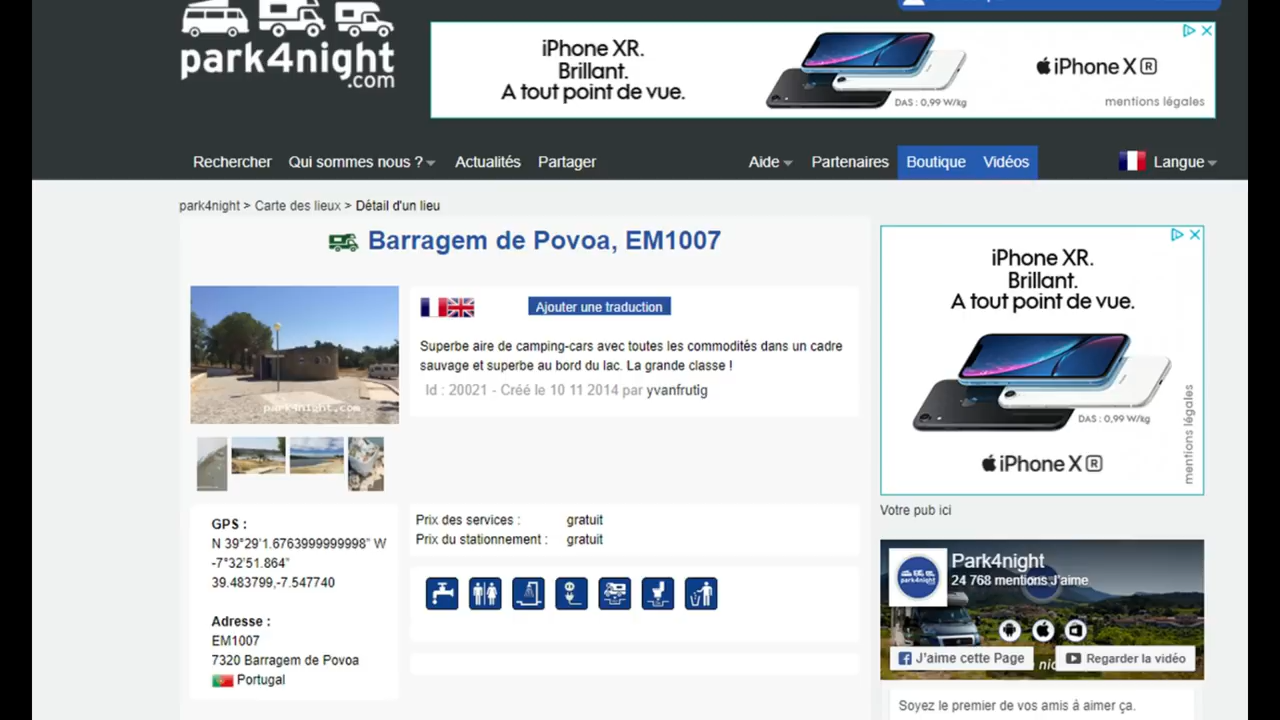 park4night
.com
iPhone XR.
Brillant.
A tout point de vue.
DAS : 0,99 W/kg
iPhone XR
mentions légales
Rechercher Qui sommes nous ? Actualités Partager Aide Partenaires Boutique Vidéos Langue
park4night > Carte des lieux > Détail d'un lieu
Barragem de Povoa, EM1007
Ajouter une traduction
Superbe aire de camping-cars avec toutes les commodités dans un cadre
sauvage et superbe au bord du lac. La grande classe !
Id : 20021 - Créé le 10 11 2014 par yvanfrutig
park4night.com
GPS :
N 39°29'1.6763999999998" W
-7°32'51.864"
39.483799,-7.547740
Adresse :
EM1007
7320 Barragem de Povoa
Portugal
Prix des services : gratuit
Prix du stationnement : gratuit
iPhone XR.
Brillant.
A tout point de vue.
DAS : 0,99 W/kg
mentions légales
iPhone XR
Votre pub ici
park4night
Park4night
24 768 mentions J'aime
J'aime cette Page
Regarder la vidéo
Soyez le premier de vos amis à aimer ça.